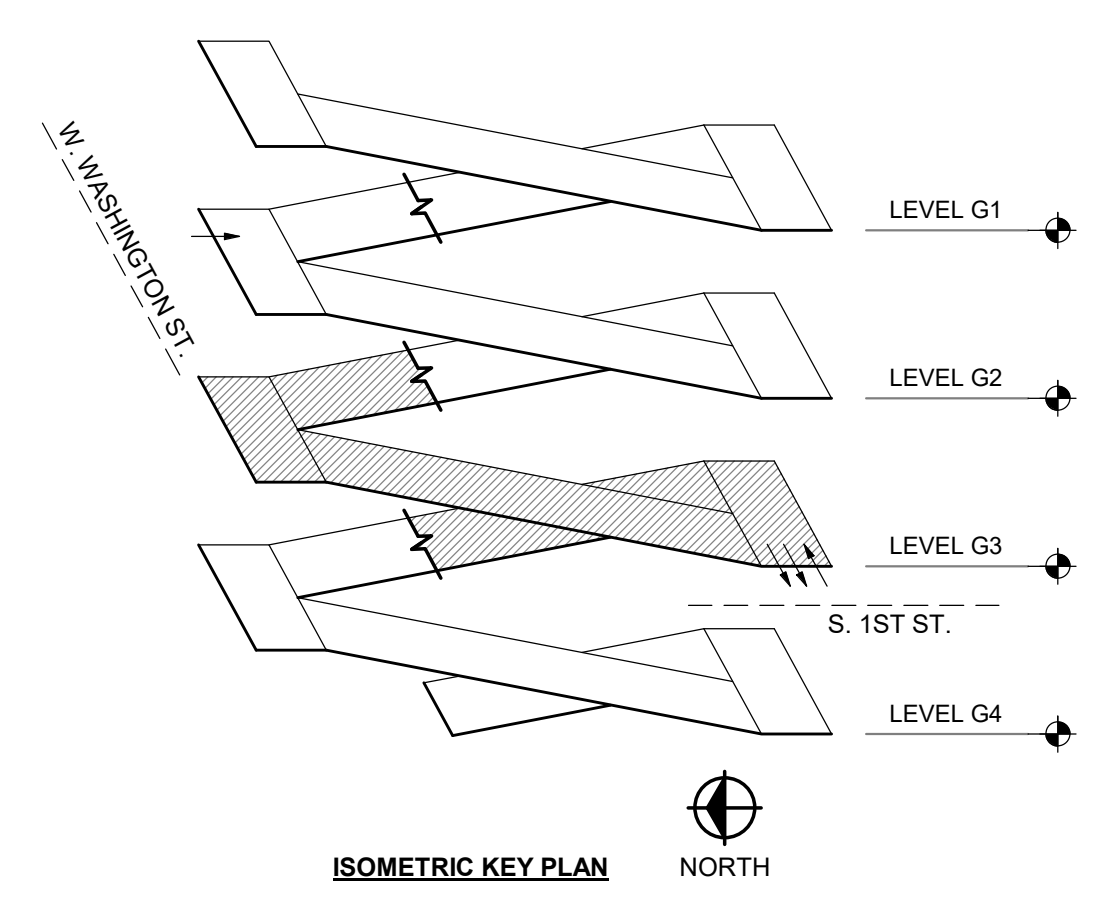 W. WASHINGTON ST.
LEVEL G1
LEVEL G2
LEVEL G3
S. 1ST ST.
LEVEL G4
ISOMETRIC KEY PLAN
NORTH